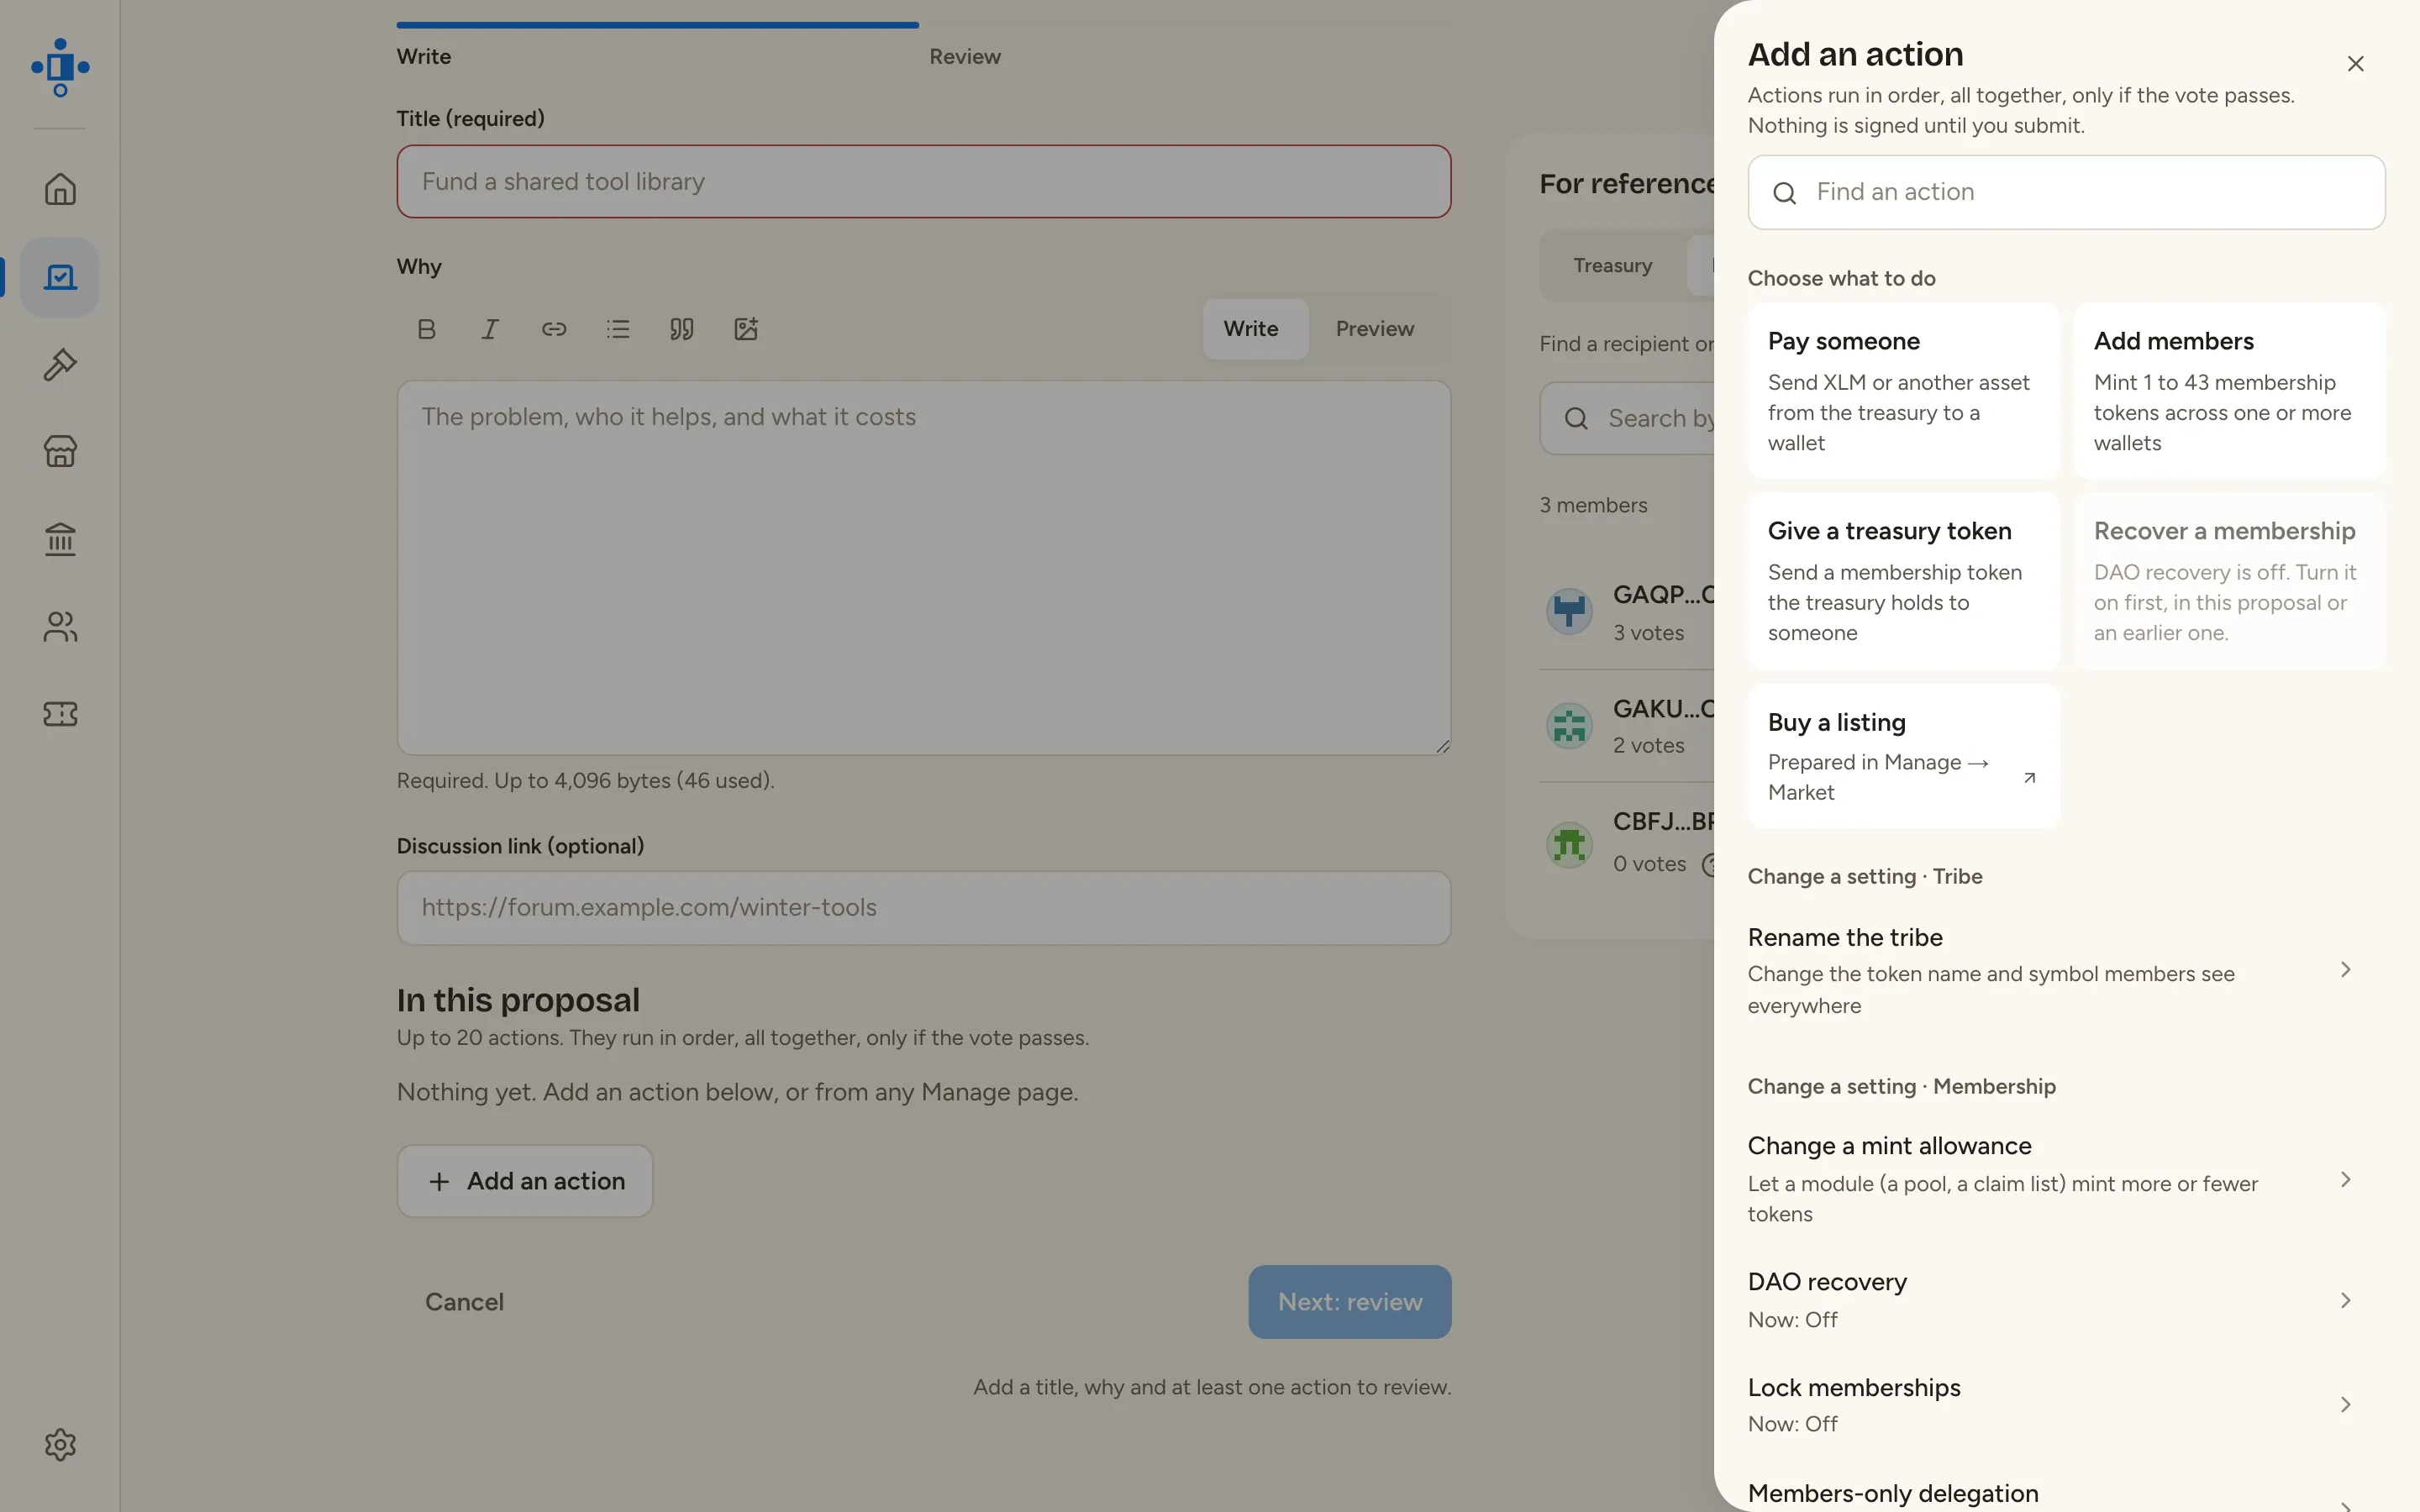 Write
Review
Title (required)
Fund a shared tool library
Why
Write
Preview
The problem, who it helps, and what it costs
Required. Up to 4,096 bytes (46 used).
Discussion link (optional)
https://forum.example.com/winter-tools
In this proposal
Up to 20 actions. They run in order, all together, only if the vote passes.
Nothing yet. Add an action below, or from any Manage page.
Add an action
Cancel
Next: review
Add a title, why and at least one action to review.
For reference
Treasury
Find a recipient or
Search by
3 members
GAQP...
3 votes
GAKU...
2 votes
CBFJ...
0 votes
Add an action
Actions run in order, all together, only if the vote passes.
Nothing is signed until you submit.
Find an action
Choose what to do
Pay someone
Send XLM or another asset
from the treasury to a
wallet
Add members
Mint 1 to 43 membership
tokens across one or more
wallets
Give a treasury token
Send a membership token
the treasury holds to
someone
Recover a membership
DAO recovery is off. Turn it
on first, in this proposal or
an earlier one.
Buy a listing
Prepared in Manage →
Market
Change a setting · Tribe
Rename the tribe
Change the token name and symbol members see
everywhere
Change a setting · Membership
Change a mint allowance
Let a module (a pool, a claim list) mint more or fewer
tokens
DAO recovery
Now: Off
Lock memberships
Now: Off
Members-only delegation